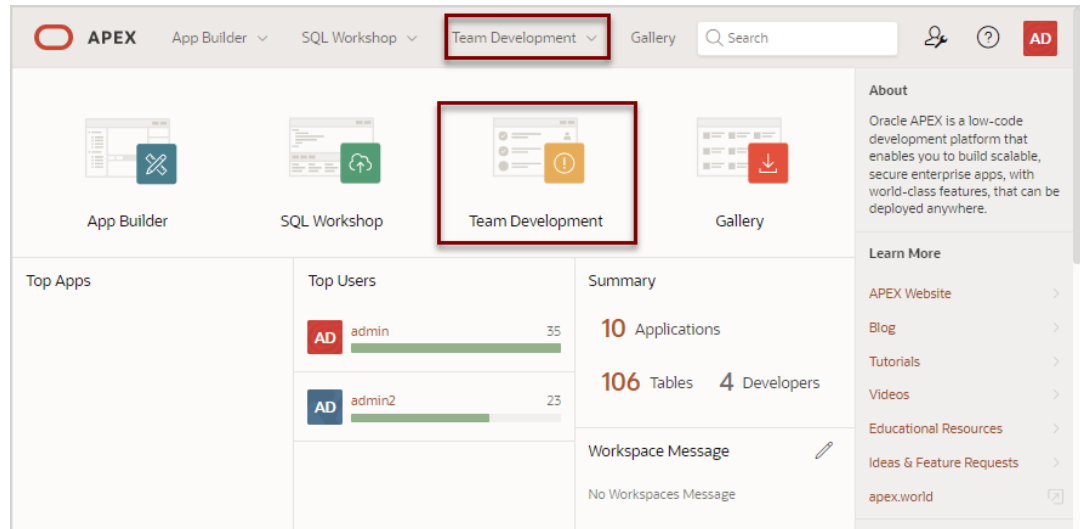 APEX App Builder SQL Workshop Team Development Gallery Search AD
App Builder SQL Workshop Team Development Gallery
About
Oracle APEX is a low-code
development platform that
enables you to build scalable,
secure enterprise apps, with
world-class features, that can be
deployed anywhere.
Top Apps
Top Users
AD admin 35
AD admin2 23
Summary
10 Applications
106 Tables 4 Developers
Workspace Message
No Workspaces Message
Learn More
APEX Website
Blog
Tutorials
Videos
Educational Resources
Ideas & Feature Requests
apex.world